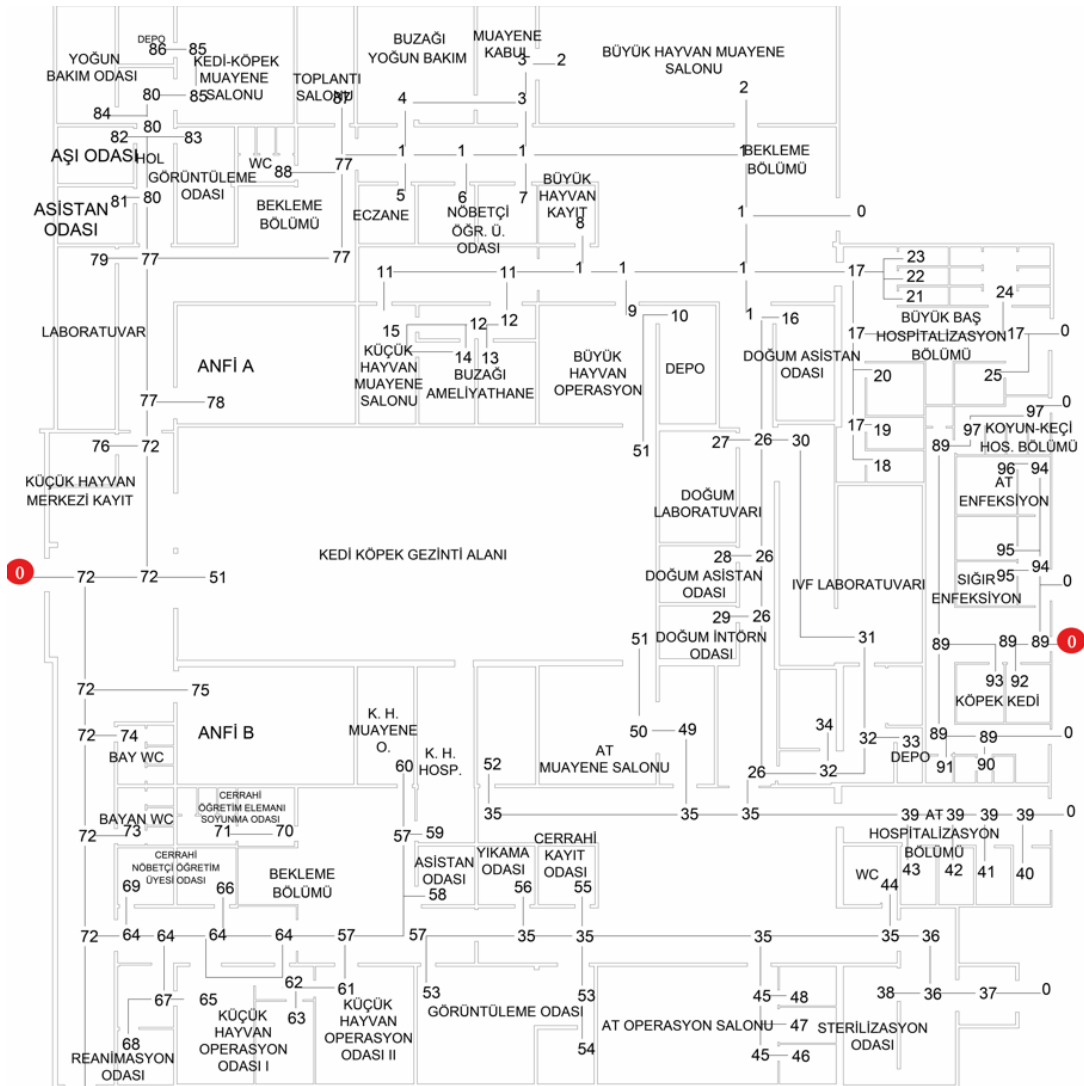 DEPO
86 85
YOĞUN
BAKIM ODASI
KEDİ-KÖPEK
MUAYENE
SALONU
80 85
84
TOPLANTI
SALONU
87
BUZAĞI
YOĞUN BAKIM
MUAYENE
KABUL
3 2
4 3
BÜYÜK HAYVAN MUAYENE
SALONU
2
80
82 83
AŞI ODASI
HOL
GÖRÜNTÜLEME
ODASI
WC
88
77
1 1 1 1
BEKLEME
BÖLÜMÜ
81 80
ASİSTAN
ODASI
BEKLEME
BÖLÜMÜ
5 6 7
ECZANE
NÖBETÇİ
ÖĞR. Ü.
ODASI
BÜYÜK
HAYVAN
KAYIT
8
1 0
79 77 77
11 11 1 1 1 17
23
22
21
24
LABORATUVAR
ANFİ A
15 12 12
14 13
KÜÇÜK
HAYVAN
MUAYENE
SALONU
BUZAĞI
AMELİYATHANE
9 10
BÜYÜK
HAYVAN
OPERASYON
DEPO
1 16
DOĞUM ASİSTAN
ODASI
BÜYÜK BAŞ
HOSPITALİZASYON
BÖLÜMÜ
17 17 0
20 25
77 78
0
97
76 72
51
27 26 30
17 19
18
89 97
KOYUN-KEÇİ
HOS. BÖLÜMÜ
KÜÇÜK HAYVAN
MERKEZİ KAYIT
DOĞUM
LABORATUVARI
96 94
AT
ENFEKSİYON
KEDİ KÖPEK GEZİNTİ ALANI
0 72 72 51
28 26
DOĞUM ASİSTAN
ODASI
IVF LABORATUVARI
95 94
95 0
SIĞIR
ENFEKSİYON
29 26
DOĞUM İNTÖRN
ODASI
51 31
89 89 89 0
93 92
KÖPEK KEDİ
72 75
72 74
BAY WC
ANFİ B
K. H.
MUAYENE
O.
60
K. H.
HOSP.
52
50 49
AT
MUAYENE SALONU
34
26 32 32 33
DEPO
89 89 0
91 90
BAYAN WC
72 73
CERRAHİ
ÖĞRETİM ELEMANI
SOYUNMA ODASI
71 70
57 59
35 35 35
39 39 39 39 0
AT
HOSPİTALİZASYON
BÖLÜMÜ
43 42 41 40
CERRAHİ
NÖBETÇİ ÖĞRETİM
ÜYESİ ODASI
69 66
BEKLEME
BÖLÜMÜ
ASİSTAN
ODASI
58
YIKAMA
ODASI
56
CERRAHİ
KAYIT
ODASI
55
WC
44
72 64 64 64 64 57 57 35 35 35 35 36
67 65
68
REANİMASYON
ODASI
KÜÇÜK
HAYVAN
OPERASYON
ODASI I
62 61
63
KÜÇÜK
HAYVAN
OPERASYON
ODASI II
53 53
GÖRÜNTÜLEME ODASI
54
45 48
AT OPERASYON SALONU 47
45 46
38 36 37 0
STERİLİZASYON
ODASI